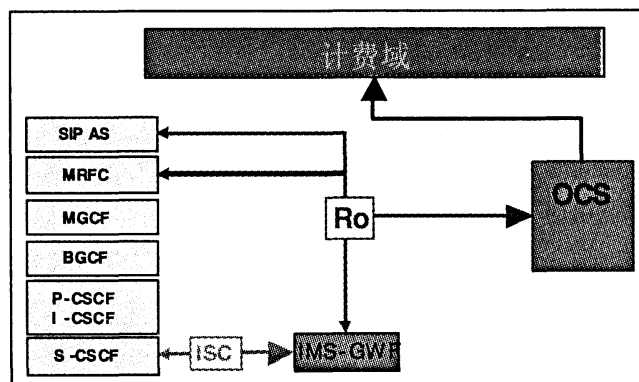 计费域
SIP AS
MRFC
MGCF
BGCF
P-CSCF
I-CSCF
S-CSCF
Ro
OCS
ISC
IMS-GWF